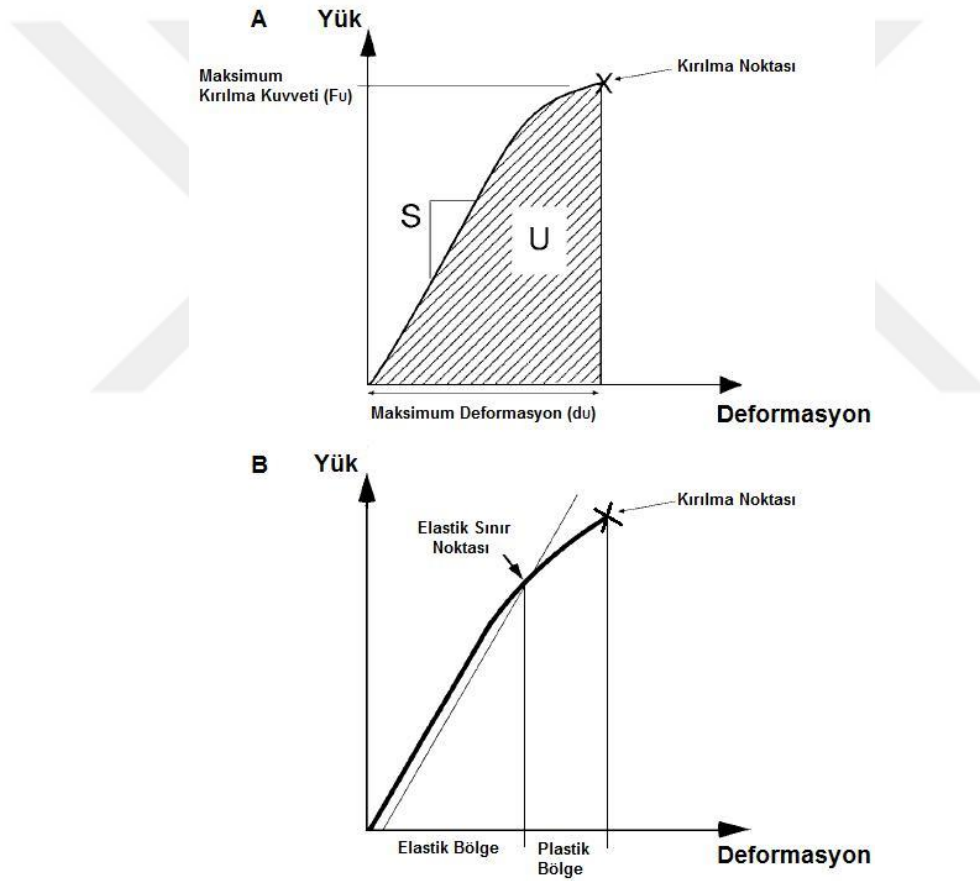 A
Yük
Maksimum
Kırılma Kuvveti (Fu)
Kırılma Noktası
S
U
Maksimum Deformasyon (du)
Deformasyon
B
Yük
Elastik Sınır
Noktası
Kırılma Noktası
Elastik Bölge
Plastik
Bölge
Deformasyon